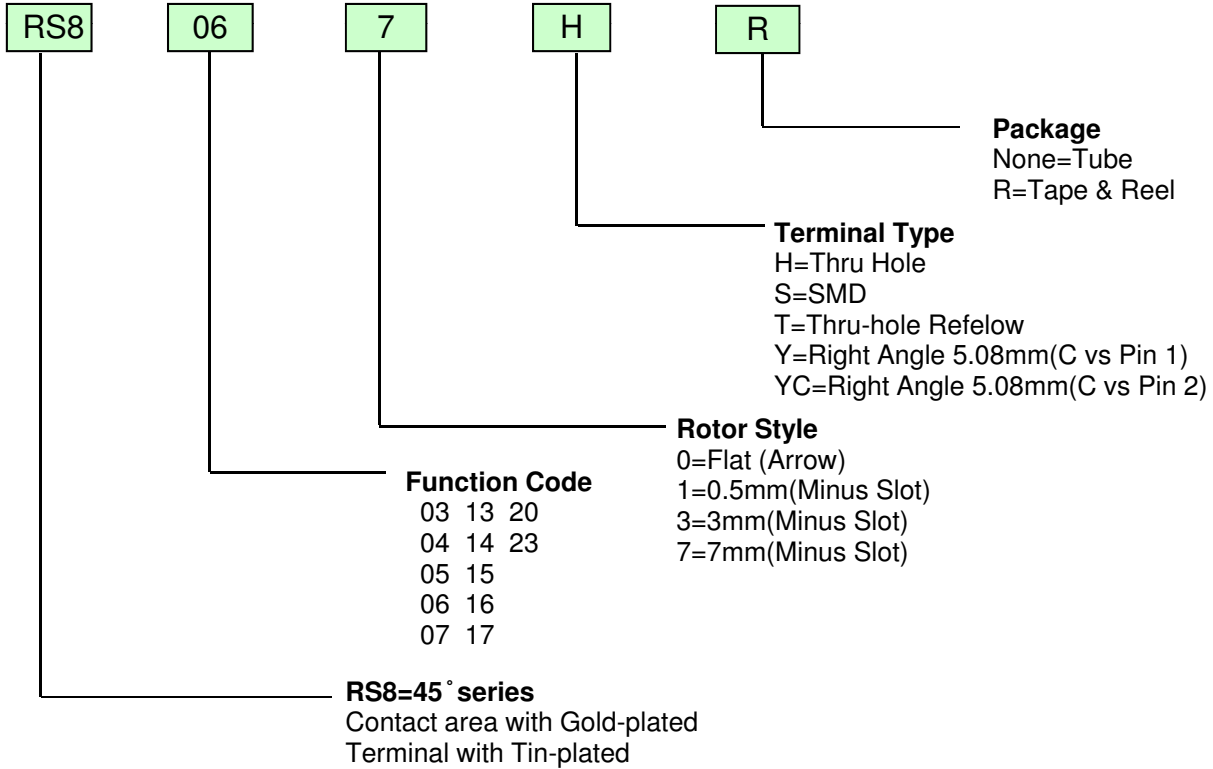 RS8 06 7 H R
Package
None=Tube
R=Tape & Reel
Terminal Type
H=Thru Hole
S=SMD
T=Thru-hole Refelow
Y=Right Angle 5.08mm(C vs Pin 1)
YC=Right Angle 5.08mm(C vs Pin 2)
Rotor Style
0=Flat (Arrow)
1=0.5mm(Minus Slot)
3=3mm(Minus Slot)
7=7mm(Minus Slot)
Function Code
03 13 20
04 14 23
05 15
06 16
07 17
RS8=45˚series
Contact area with Gold-plated
Terminal with Tin-plated